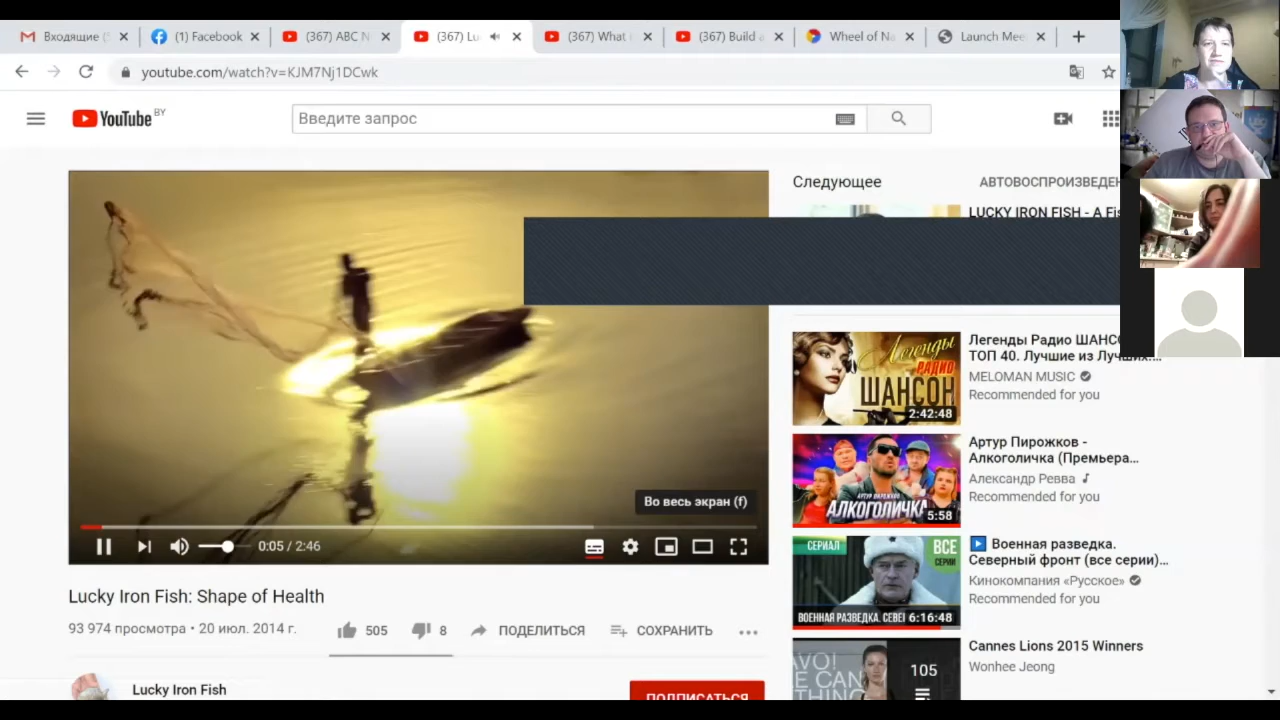 Входящие (
(1) Facebook
(367) ABC N
(367) Lu
(367) What i
(367) Build a
Wheel of Na
Launch Mee
youtube.com/watch?v=KJM7Nj1DCwk
YouTube BY
Введите запрос
Следующее
АВТОВОСПРОИЗВЕДЕН
LUCKY IRON FISH - A Fis
Во весь экран (f)
0:05 / 2:46
Lucky Iron Fish: Shape of Health
93 974 просмотра • 20 июл. 2014 г.
505
8
ПОДЕЛИТЬСЯ
СОХРАНИТЬ
Lucky Iron Fish
ПОДПИСАТЬСЯ
Легенды
РАДИО
ШАНСОН
2:42:48
Легенды Радио ШАНСО
ТОП 40. Лучшие из Лучших...
MELOMAN MUSIC
Recommended for you
АРТУР ПИРОЖКОВ
АЛКОГОЛИЧКА
5:58
Артур Пирожков -
Алкоголичка (Премьера...
Александр Ревва
Recommended for you
СЕРИАЛ
ВСЕ
СЕРИИ
ВОЕННАЯ РАЗВЕДКА. СЕВЕ
6:16:48
Военная разведка.
Северный фронт (все серии)...
Кинокомпания «Русское»
Recommended for you
AVO!
E CAN
THING
105
Cannes Lions 2015 Winners
Wonhee Jeong